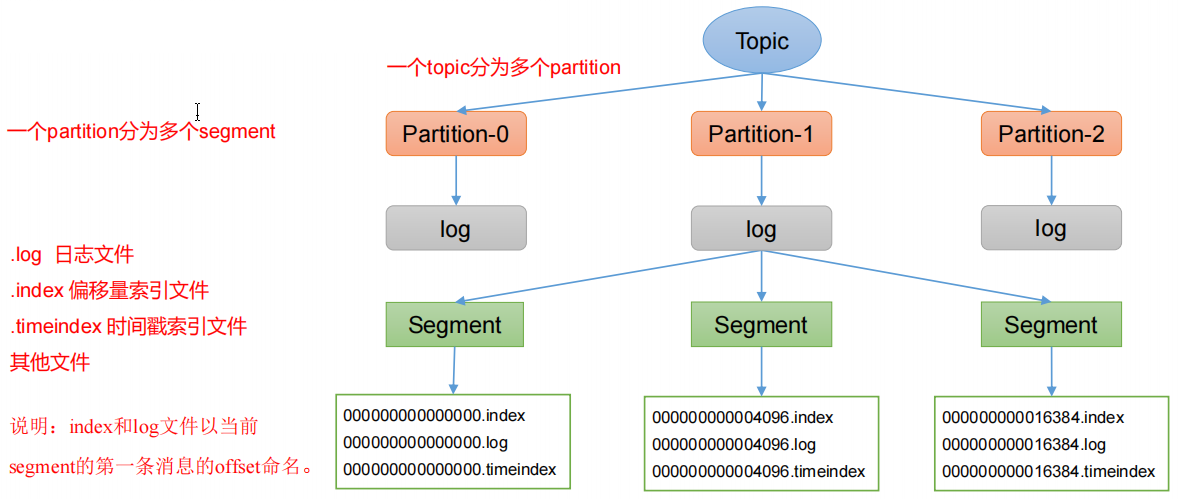 Topic
一个topic分为多个partition
一个partition分为多个segment
Partition-0
Partition-1
Partition-2
log
log
log
.log 日志文件
.index 偏移量索引文件
.timeindex 时间戳索引文件
其他文件
Segment
Segment
Segment
说明：index和log文件以当前
segment的第一条消息的offset命名。
000000000000000.index
000000000000000.log
000000000000000.timeindex
000000000004096.index
000000000004096.log
000000000004096.timeindex
000000000016384.index
000000000016384.log
000000000016384.timeindex